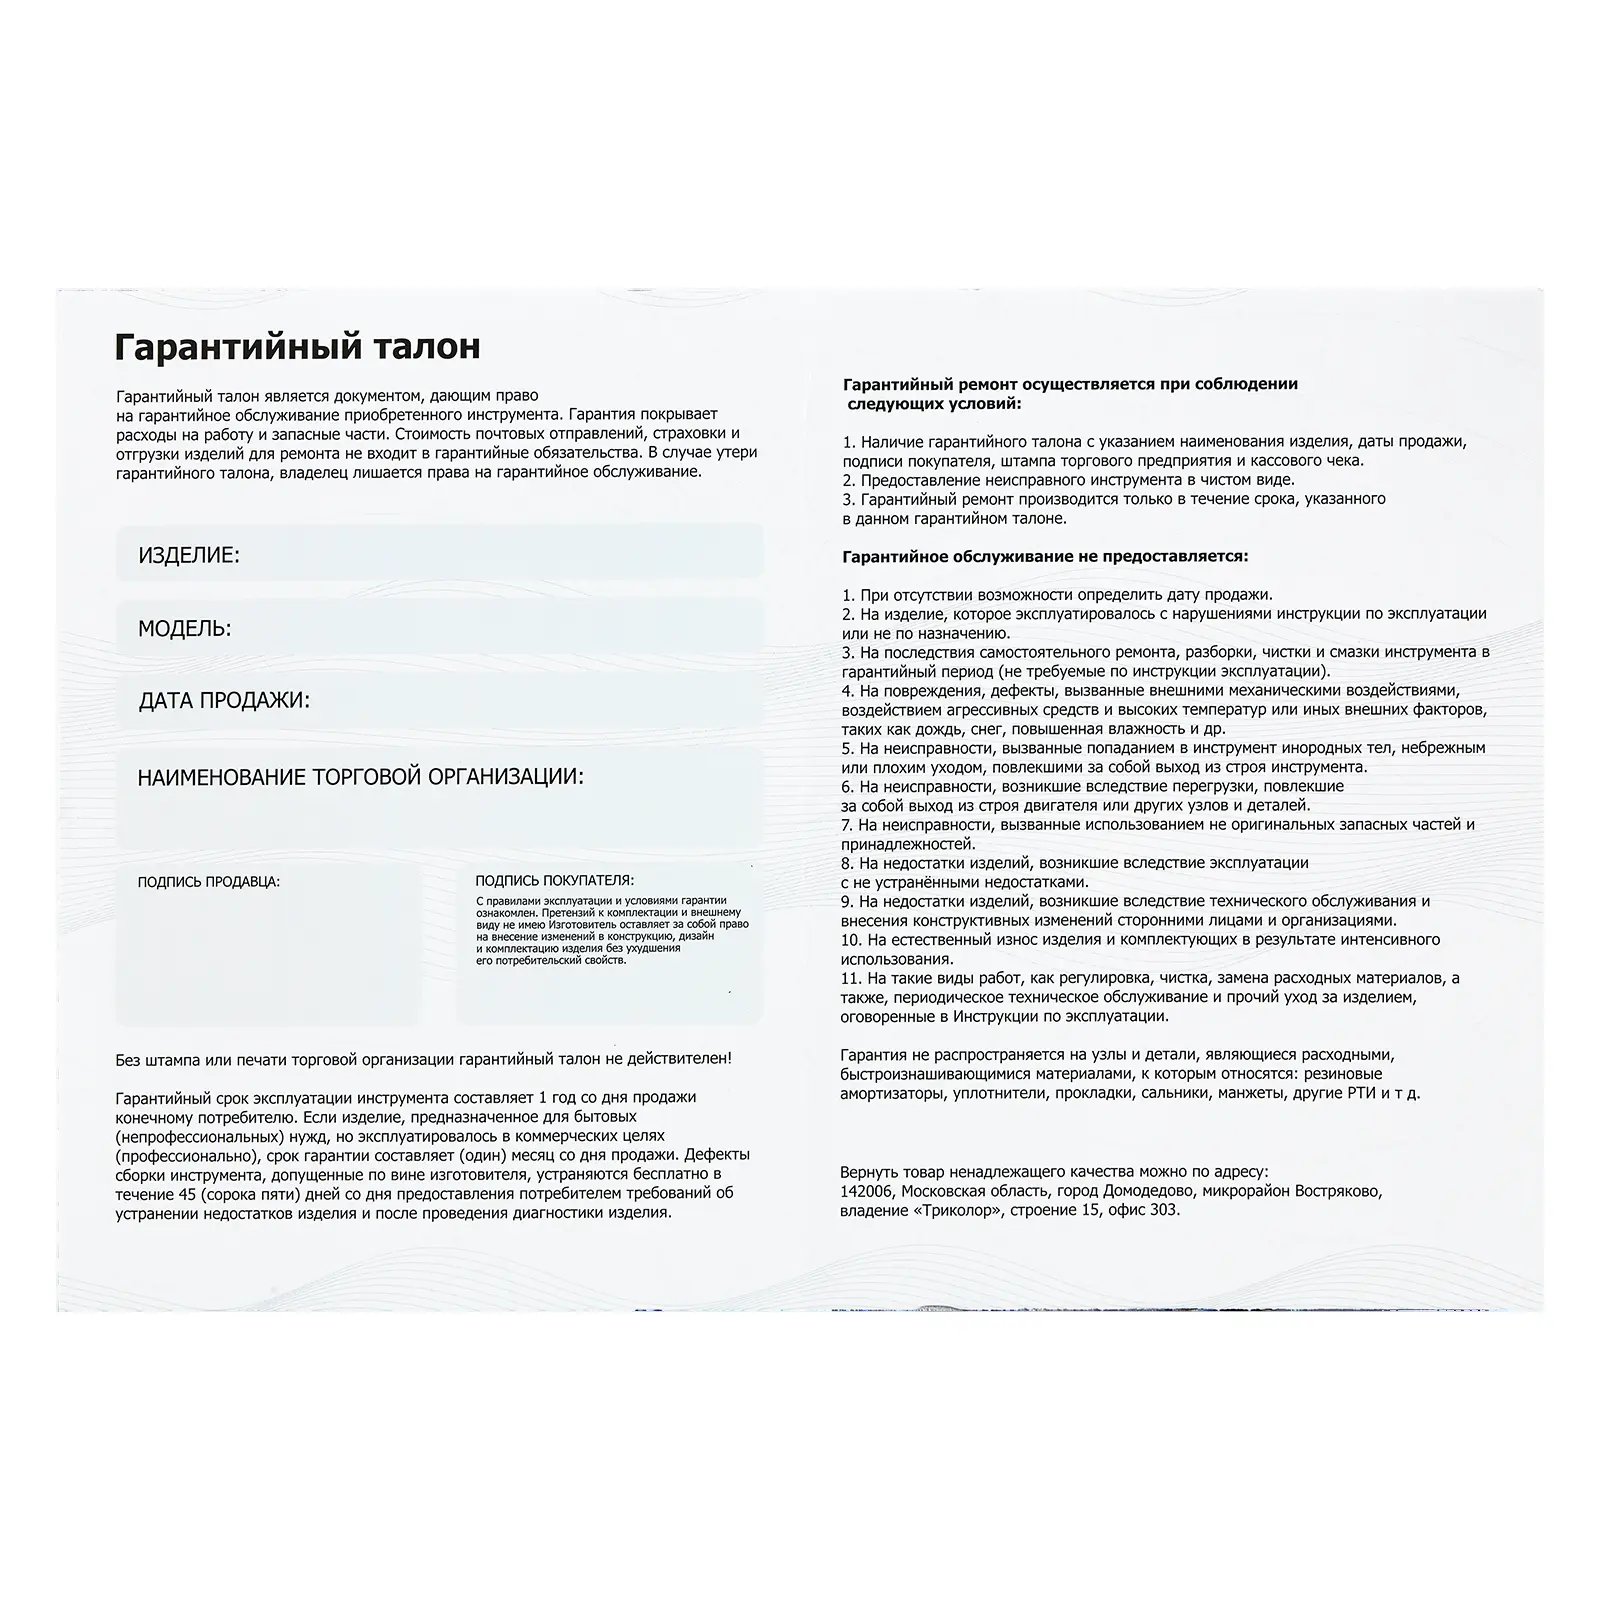 Гарантийный талон
Гарантийный талон является документом, дающим право
на гарантийное обслуживание приобретенного инструмента. Гарантия покрывает
расходы на работу и запасные части. Стоимость почтовых отправлений, страховки и
отгрузки изделий для ремонта не входит в гарантийные обязательства. В случае утери
гарантийного талона, владелец лишается права на гарантийное обслуживание.
ИЗДЕЛИЕ:
МОДЕЛЬ:
ДАТА ПРОДАЖИ:
НАИМЕНОВАНИЕ ТОРГОВОЙ ОРГАНИЗАЦИИ:
ПОДПИСЬ ПРОДАВЦА:
ПОДПИСЬ ПОКУПАТЕЛЯ:
С правилами эксплуатации и условиями гарантии
ознакомлен. Претензий к комплектации и внешнему
виду не имею Изготовитель оставляет за собой право
на внесение изменений в конструкцию, дизайн
и комплектацию изделия без ухудшения
его потребительский свойств.
Без штампа или печати торговой организации гарантийный талон не действителен!
Гарантийный срок эксплуатации инструмента составляет 1 год со дня продажи
конечному потребителю. Если изделие, предназначенное для бытовых
(непрофессиональных) нужд, но эксплуатировалось в коммерческих целях
(профессионально), срок гарантии составляет (один) месяц со дня продажи. Дефекты
сборки инструмента, допущенные по вине изготовителя, устраняются бесплатно в
течение 45 (сорока пяти) дней со дня предоставления потребителем требований об
устранении недостатков изделия и после проведения диагностики изделия.
Гарантийный ремонт осуществляется при соблюдении
следующих условий:
1. Наличие гарантийного талона с указанием наименования изделия, даты продажи,
подписи покупателя, штампа торгового предприятия и кассового чека.
2. Предоставление неисправного инструмента в чистом виде.
3. Гарантийный ремонт производится только в течение срока, указанного
в данном гарантийном талоне.
Гарантийное обслуживание не предоставляется:
1. При отсутствии возможности определить дату продажи.
2. На изделие, которое эксплуатировалось с нарушениями инструкции по эксплуатации
или не по назначению.
3. На последствия самостоятельного ремонта, разборки, чистки и смазки инструмента в
гарантийный период (не требуемые по инструкции эксплуатации).
4. На повреждения, дефекты, вызванные внешними механическими воздействиями,
воздействием агрессивных средств и высоких температур или иных внешних факторов,
таких как дождь, снег, повышенная влажность и др.
5. На неисправности, вызванные попаданием в инструмент инородных тел, небрежным
или плохим уходом, повлекшими за собой выход из строя инструмента.
6. На неисправности, возникшие вследствие перегрузки, повлекшие
за собой выход из строя двигателя или других узлов и деталей.
7. На неисправности, вызванные использованием не оригинальных запасных частей и
принадлежностей.
8. На недостатки изделий, возникшие вследствие эксплуатации
с не устранёнными недостатками.
9. На недостатки изделий, возникшие вследствие технического обслуживания и
внесения конструктивных изменений сторонними лицами и организациями.
10. На естественный износ изделия и комплектующих в результате интенсивного
использования.
11. На такие виды работ, как регулировка, чистка, замена расходных материалов, а
также, периодическое техническое обслуживание и прочий уход за изделием,
оговоренные в Инструкции по эксплуатации.
Гарантия не распространяется на узлы и детали, являющиеся расходными,
быстроизнашивающимися материалами, к которым относятся: резиновые
амортизаторы, уплотнители, прокладки, сальники, манжеты, другие РТИ и т д.
Вернуть товар ненадлежащего качества можно по адресу:
142006, Московская область, город Домодедово, микрорайон Востряково,
владение «Триколор», строение 15, офис 303.